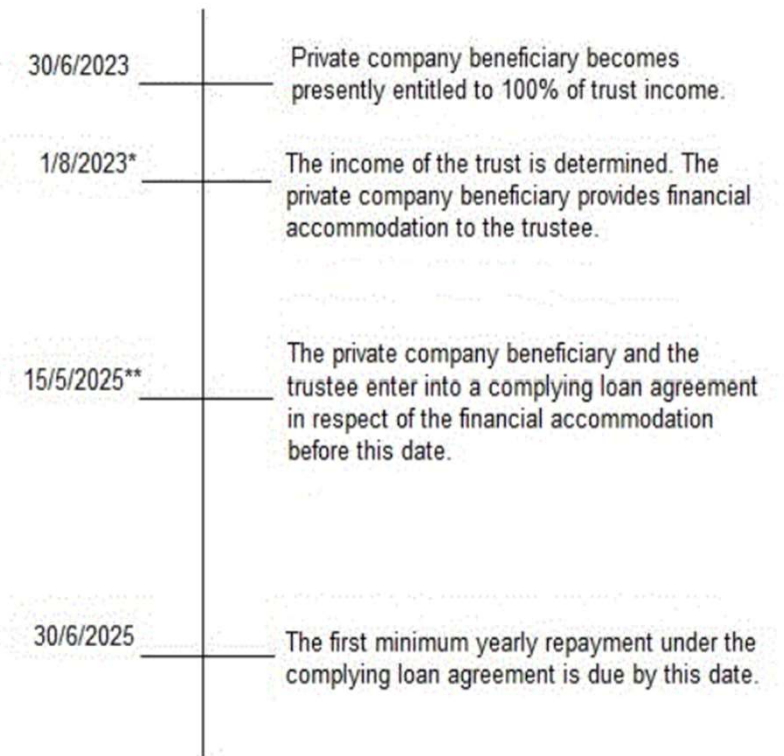 30/6/2023
Private company beneficiary becomes
presently entitled to 100% of trust income.
1/8/2023*
The income of the trust is determined. The
private company beneficiary provides financial
accommodation to the trustee.
15/5/2025**
The private company beneficiary and the
trustee enter into a complying loan agreement
in respect of the financial accommodation
before this date.
30/6/2025
The first minimum yearly repayment under the
complying loan agreement is due by this date.